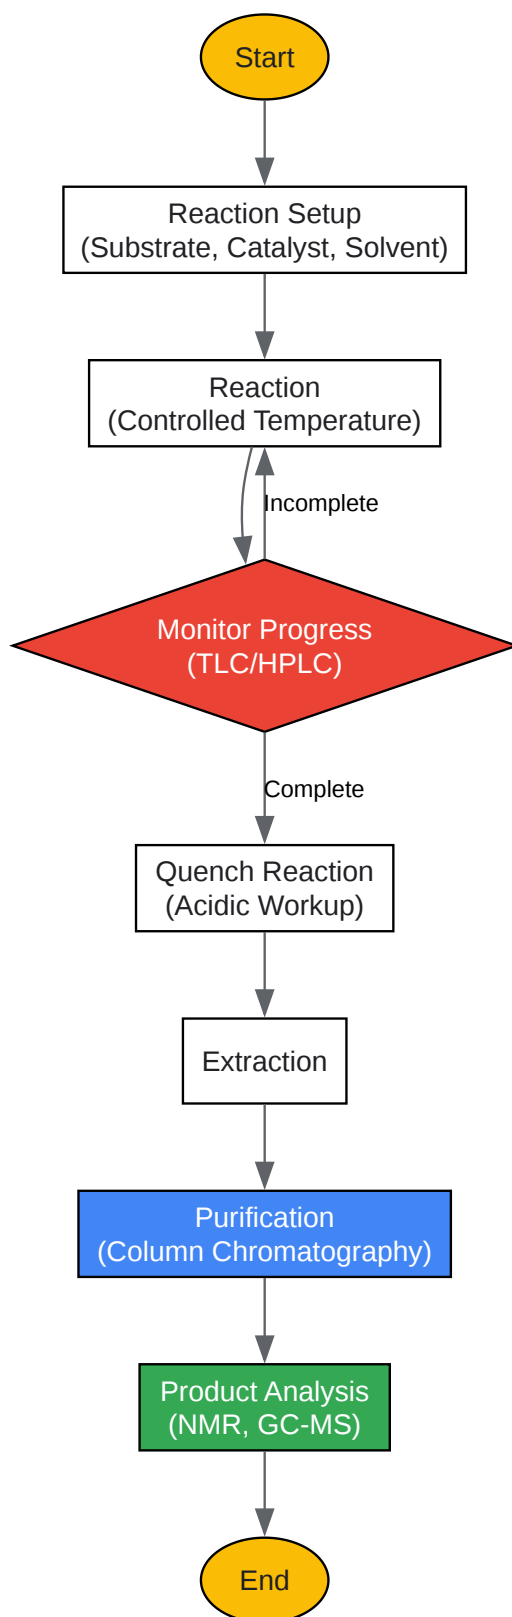 Start
Reaction Setup
(Substrate, Catalyst, Solvent)
Reaction
(Controlled Temperature)
Incomplete
Monitor Progress
(TLC/HPLC)
Complete
Quench Reaction
(Acidic Workup)
Extraction
Purification
(Column Chromatography)
Product Analysis
(NMR, GC-MS)
End